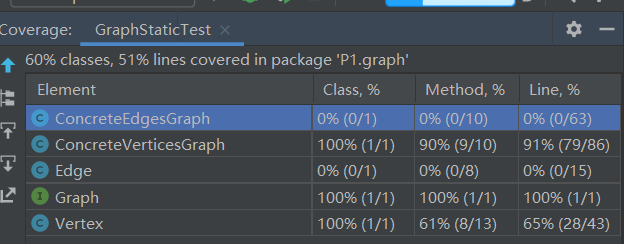 Coverage: GraphStaticTest ×
60% classes, 51% lines covered in package 'P1.graph'
Element Class, % Method, % Line, %
C ConcreteEdgesGraph 0% (0/1) 0% (0/10) 0% (0/63)
C ConcreteVerticesGraph 100% (1/1) 90% (9/10) 91% (79/86)
C Edge 0% (0/1) 0% (0/8) 0% (0/15)
I Graph 100% (1/1) 100% (1/1) 100% (1/1)
C Vertex 100% (1/1) 61% (8/13) 65% (28/43)